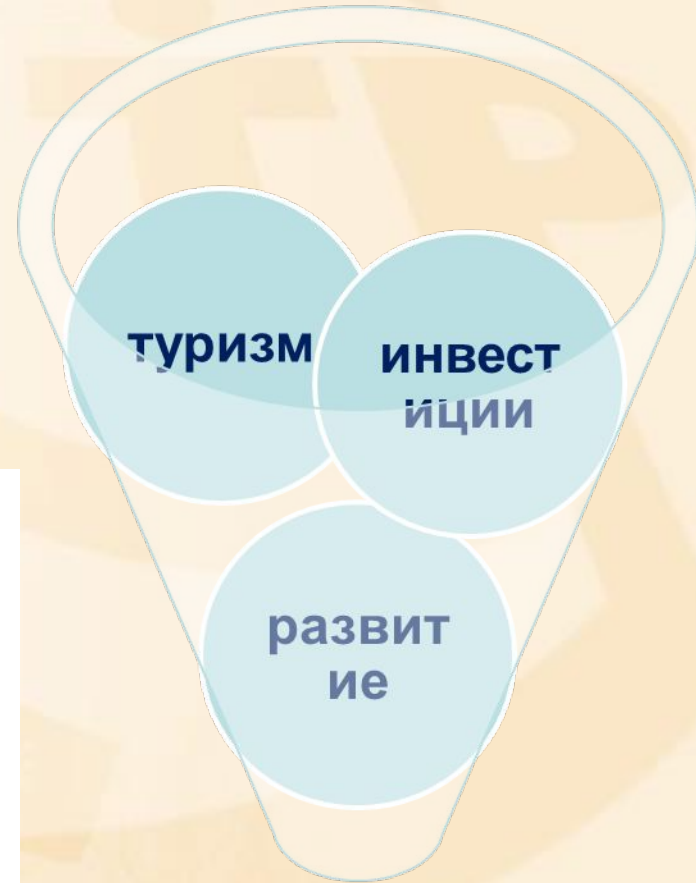 туризм
инвест
иции
развит
ие